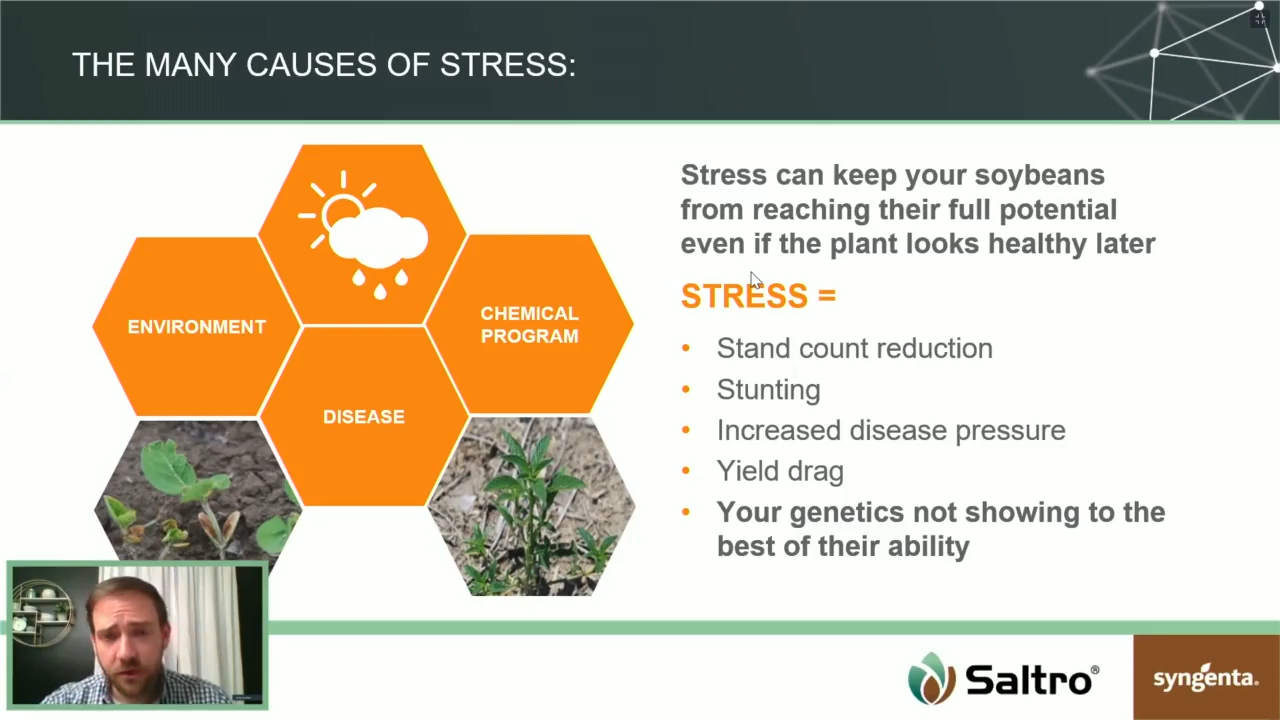 THE MANY CAUSES OF STRESS:
ENVIRONMENT
CHEMICAL
PROGRAM
DISEASE
Stress can keep your soybeans
from reaching their full potential
even if the plant looks healthy later
STRESS =
• Stand count reduction
• Stunting
• Increased disease pressure
• Yield drag
• Your genetics not showing to the
best of their ability
Saltro®
syngenta.